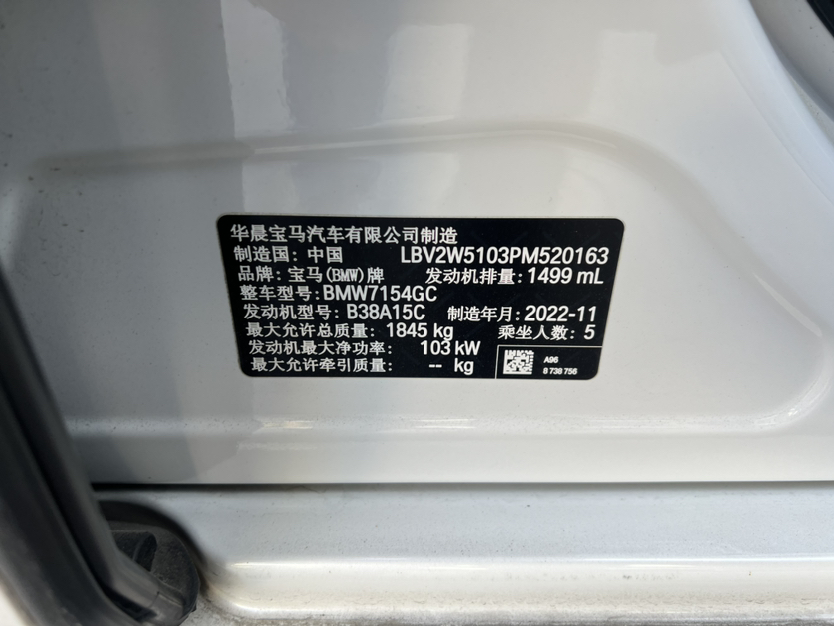 华晨宝马汽车有限公司制造
制造国: 中国 LBV2W5103PM520163
品牌: 宝马(BMW)牌 发动机排量: 1499 mL
整车型号: BMW7154GC
发动机型号: B38A15C 制造年月: 2022-11
最大允许总质量: 1845 kg 乘坐人数: 5
发动机最大净功率: 103 kW
最大允许牵引质量: -- kg
A96
8 738 756